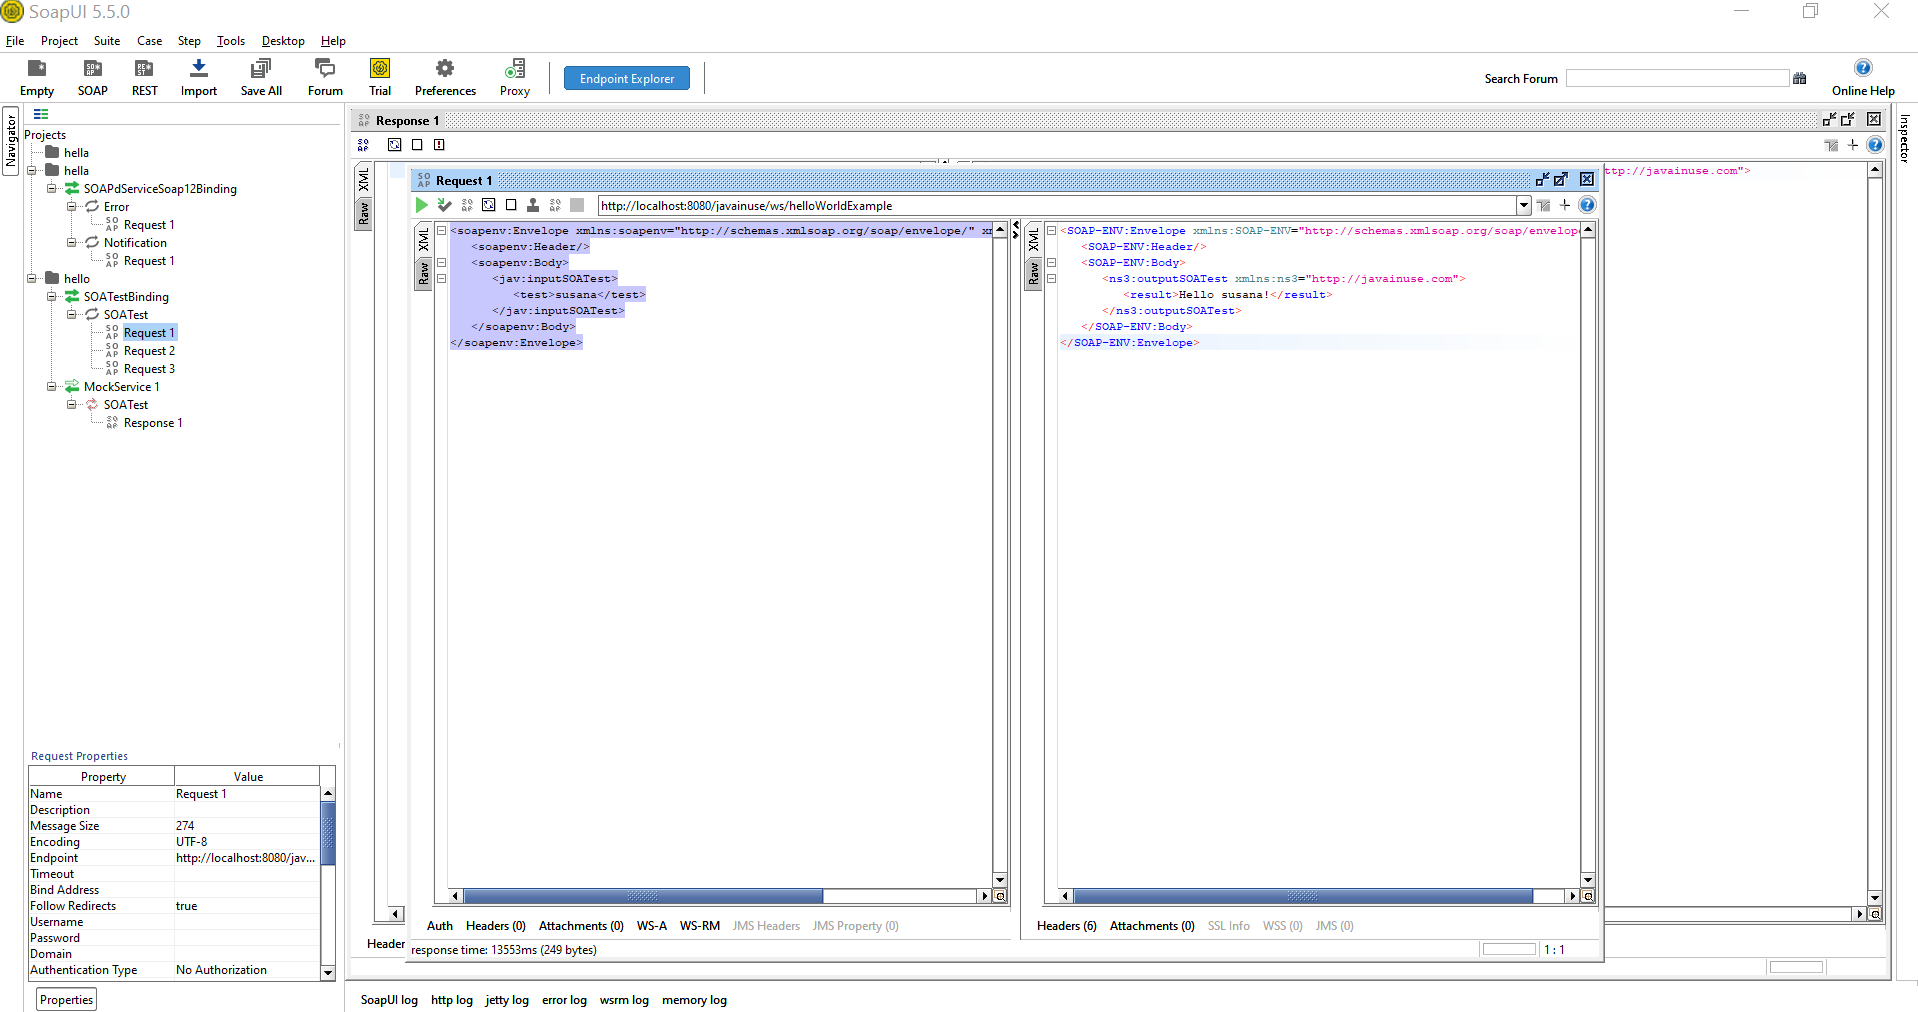 SoapUI 5.5.0
File Project Suite Case Step Tools Desktop Help
Empty SOAP REST Import Save All Forum Trial Preferences Proxy Endpoint Explorer Search Forum Online Help
Navigator
Inspector
Projects
hella
hella
SOAPdServiceSoap12Binding
Error
Request 1
Notification
Request 1
hello
SOATestBinding
SOATest
Request 1
Request 2
Request 3
MockService 1
SOATest
Response 1
Request Properties
Property Value
Name Request 1
Description
Message Size 274
Encoding UTF-8
Endpoint http://localhost:8080/jav...
Timeout
Bind Address
Follow Redirects true
Username
Password
Domain
Authentication Type No Authorization
Properties
Response 1
XML
Raw
ttp://javainuse.com">
Header
Request 1
http://localhost:8080/javainuse/ws/helloWorldExample
XML
Raw
<soapenv:Envelope xmlns:soapenv="http://schemas.xmlsoap.org/soap/envelope/" xm
<soapenv:Header/>
<soapenv:Body>
<jav:inputSOATest>
<test>susana</test>
</jav:inputSOATest>
</soapenv:Body>
</soapenv:Envelope>
Auth Headers (0) Attachments (0) WS-A WS-RM JMS Headers JMS Property (0)
XML
Raw
<SOAP-ENV:Envelope xmlns:SOAP-ENV="http://schemas.xmlsoap.org/soap/envelope
<SOAP-ENV:Header/>
<SOAP-ENV:Body>
<ns3:outputSOATest xmlns:ns3="http://javainuse.com">
<result>Hello susana!</result>
</ns3:outputSOATest>
</SOAP-ENV:Body>
</SOAP-ENV:Envelope>
Headers (6) Attachments (0) SSL Info WSS (0) JMS (0)
response time: 13553ms (249 bytes)
1 : 1
SoapUI log http log jetty log error log wsrm log memory log